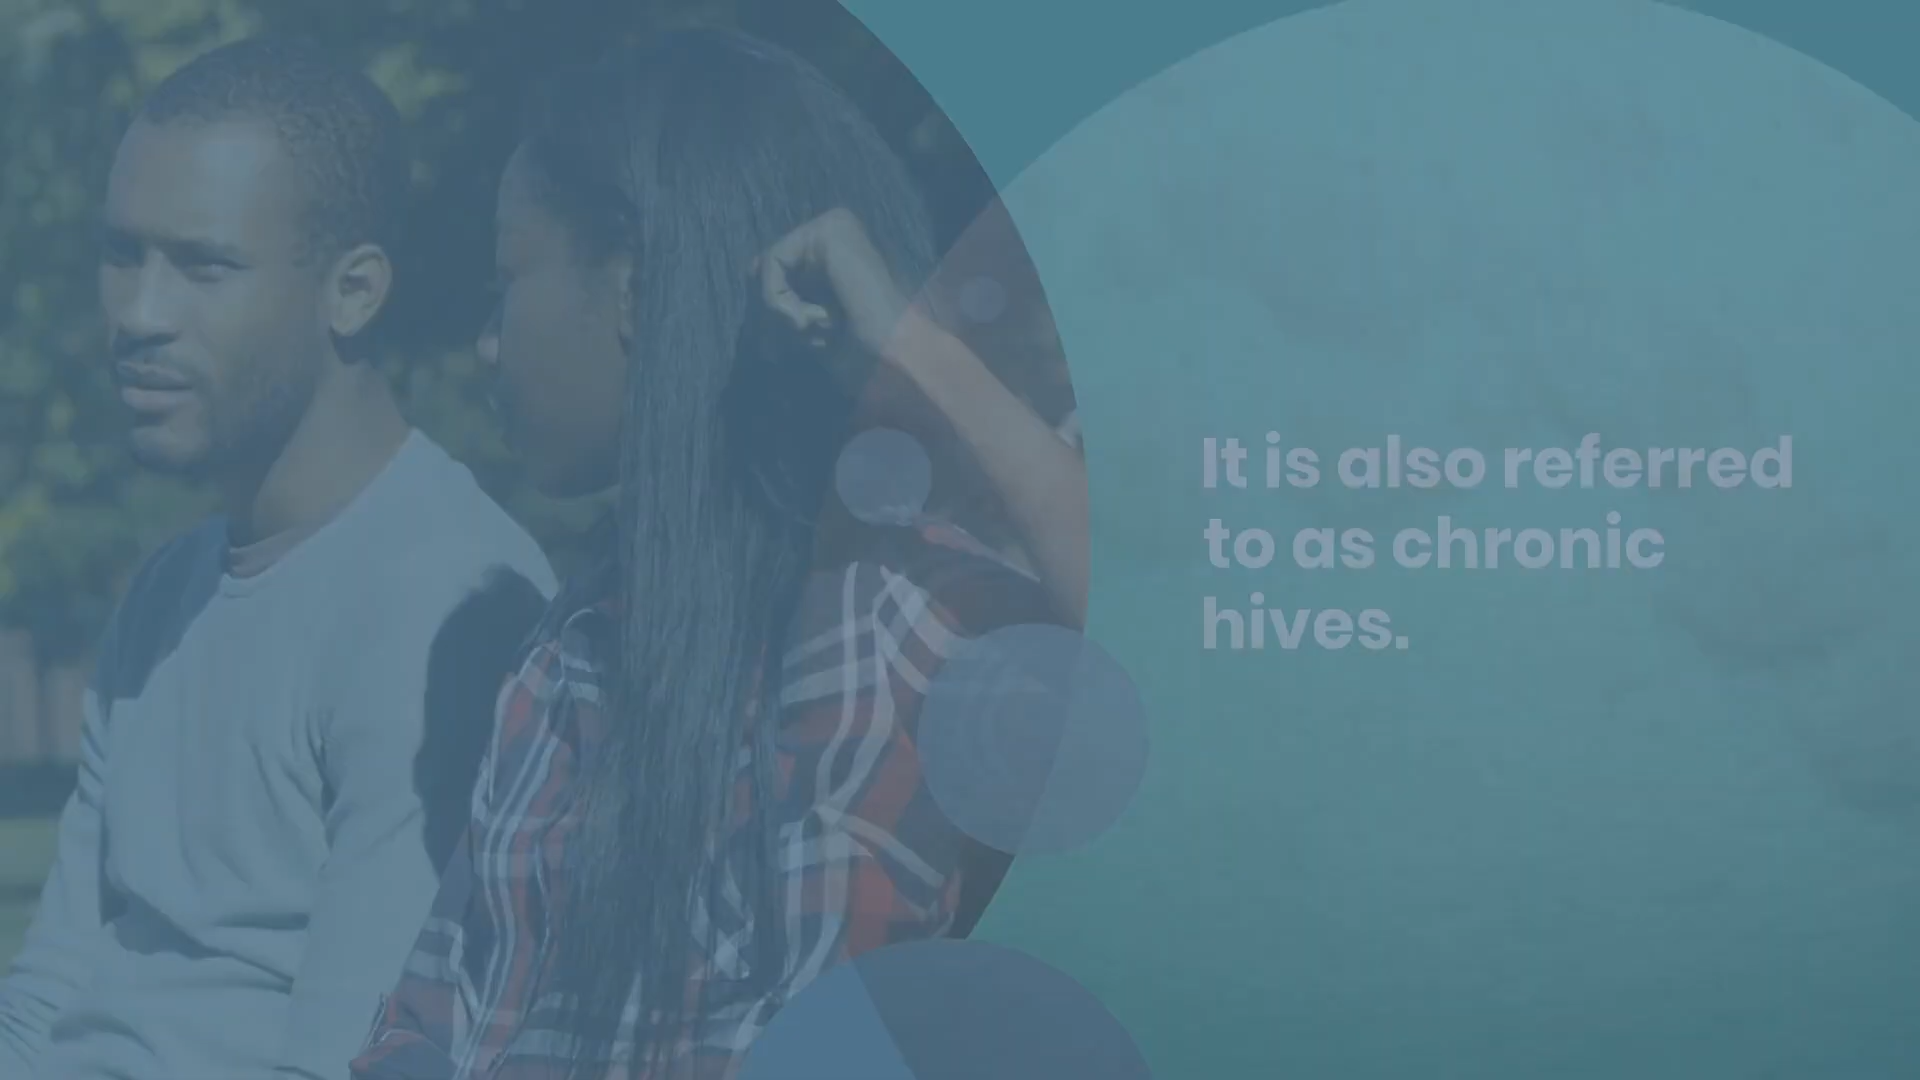 It is also referred
to as chronic
hives.